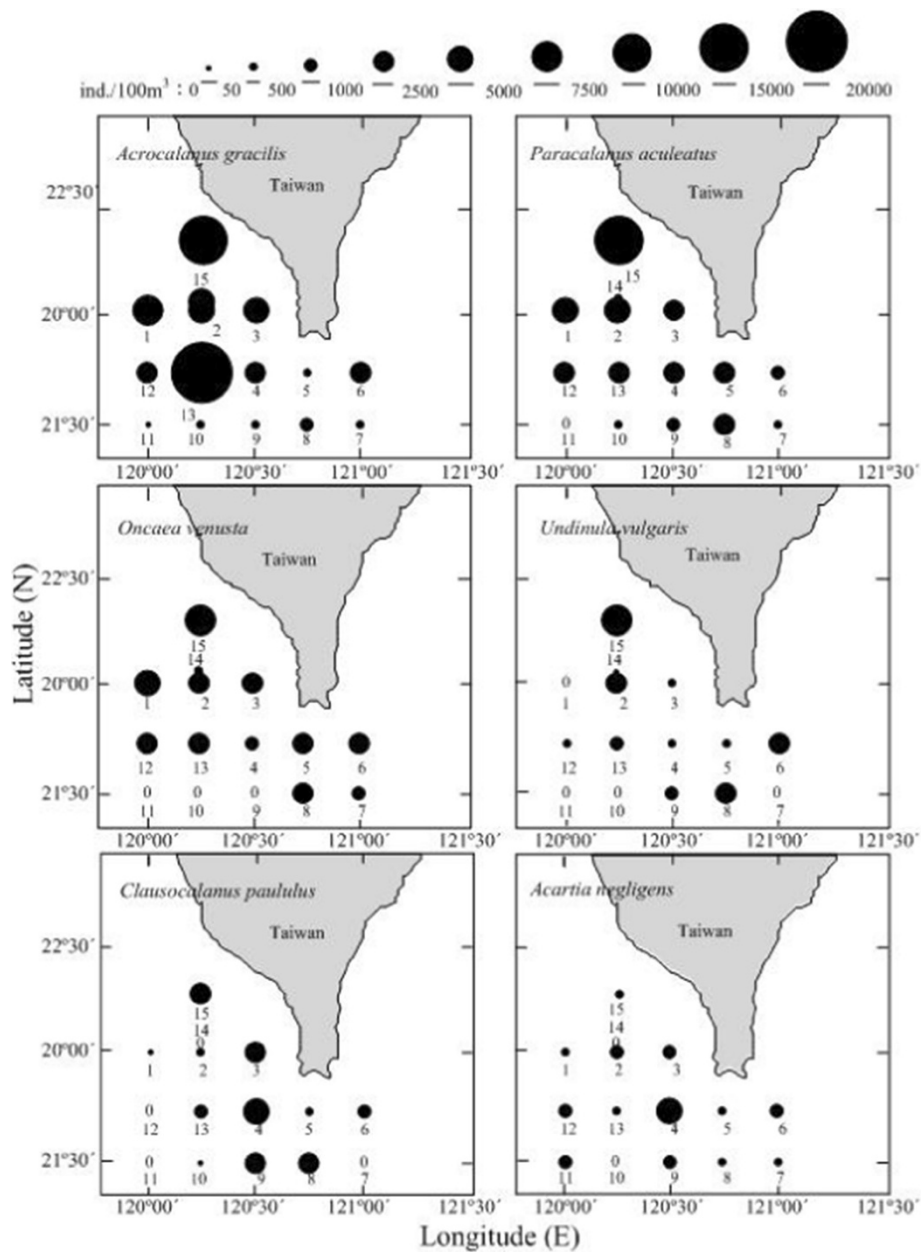 ind./100m³ : 0 — 50 — 500 — 1000 — 2500 — 5000 — 7500 — 10000 — 15000 — 20000
Acrocalanus gracilis
Taiwan
22°30´
15
20°00´
1 2 3
12 4 5 6
13
21°30´
11 10 9 8 7
120°00´ 120°30´ 121°00´ 121°30´
Paracalanus aculeatus
Taiwan
15
14
1 2 3
12 13 4 5 6
0
11 10 9 8 7
120°00´ 120°30´ 121°00´ 121°30´
Oncaea venusta
Taiwan
22°30´
15
14
20°00´
1 2 3
12 13 4 5 6
21°30´
0 0 0
11 10 9 8 7
120°00´ 120°30´ 121°00´ 121°30´
Undinula vulgaris
Taiwan
15
14
0
1 2 3
12 13 4 5 6
0 0 0
11 10 9 8 7
120°00´ 120°30´ 121°00´ 121°30´
Latitude (N)
Clausocalanus paululus
Taiwan
22°30´
15
14
0
20°00´
1 2 3
0
12 13 4 5 6
21°30´
0 0
11 10 9 8 7
120°00´ 120°30´ 121°00´ 121°30´
Acartia negligens
Taiwan
15
14
0
1 2 3
12 13 4 5 6
0
11 10 9 8 7
120°00´ 120°30´ 121°00´ 121°30´
Longitude (E)